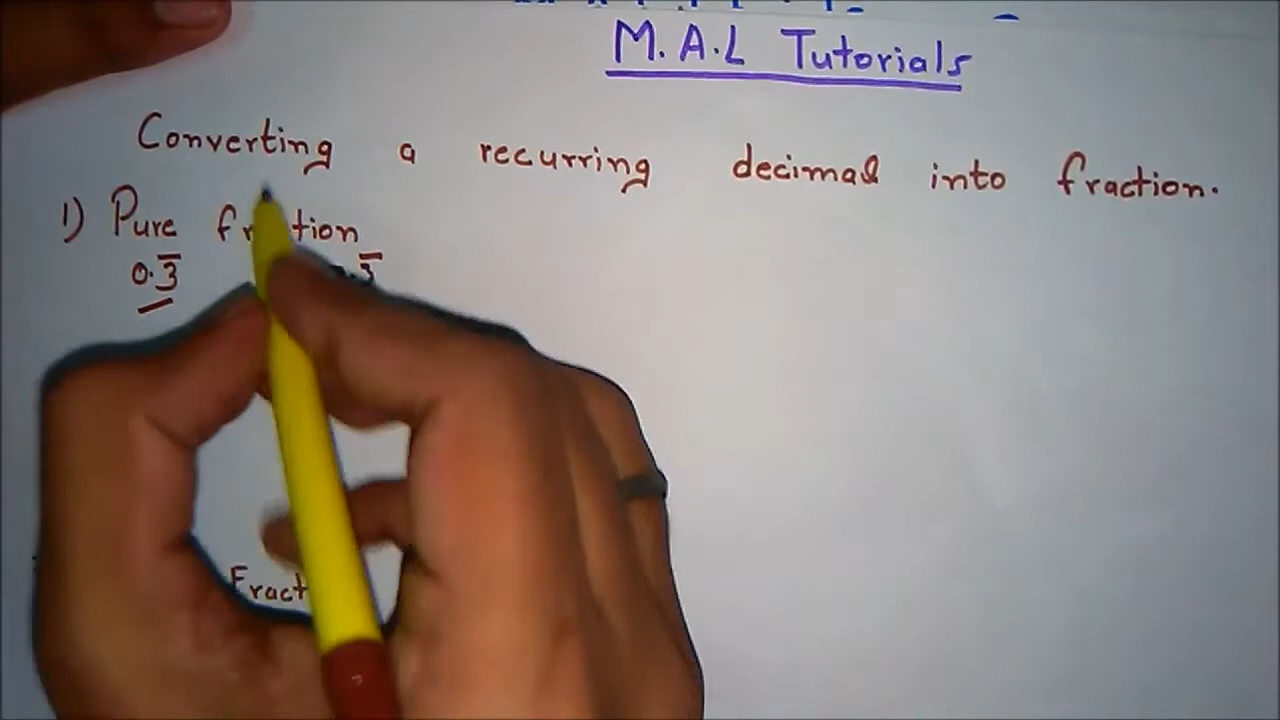 M.A.L Tutorials
Converting a recurring decimal into fraction.
1) Pure
0.3̅